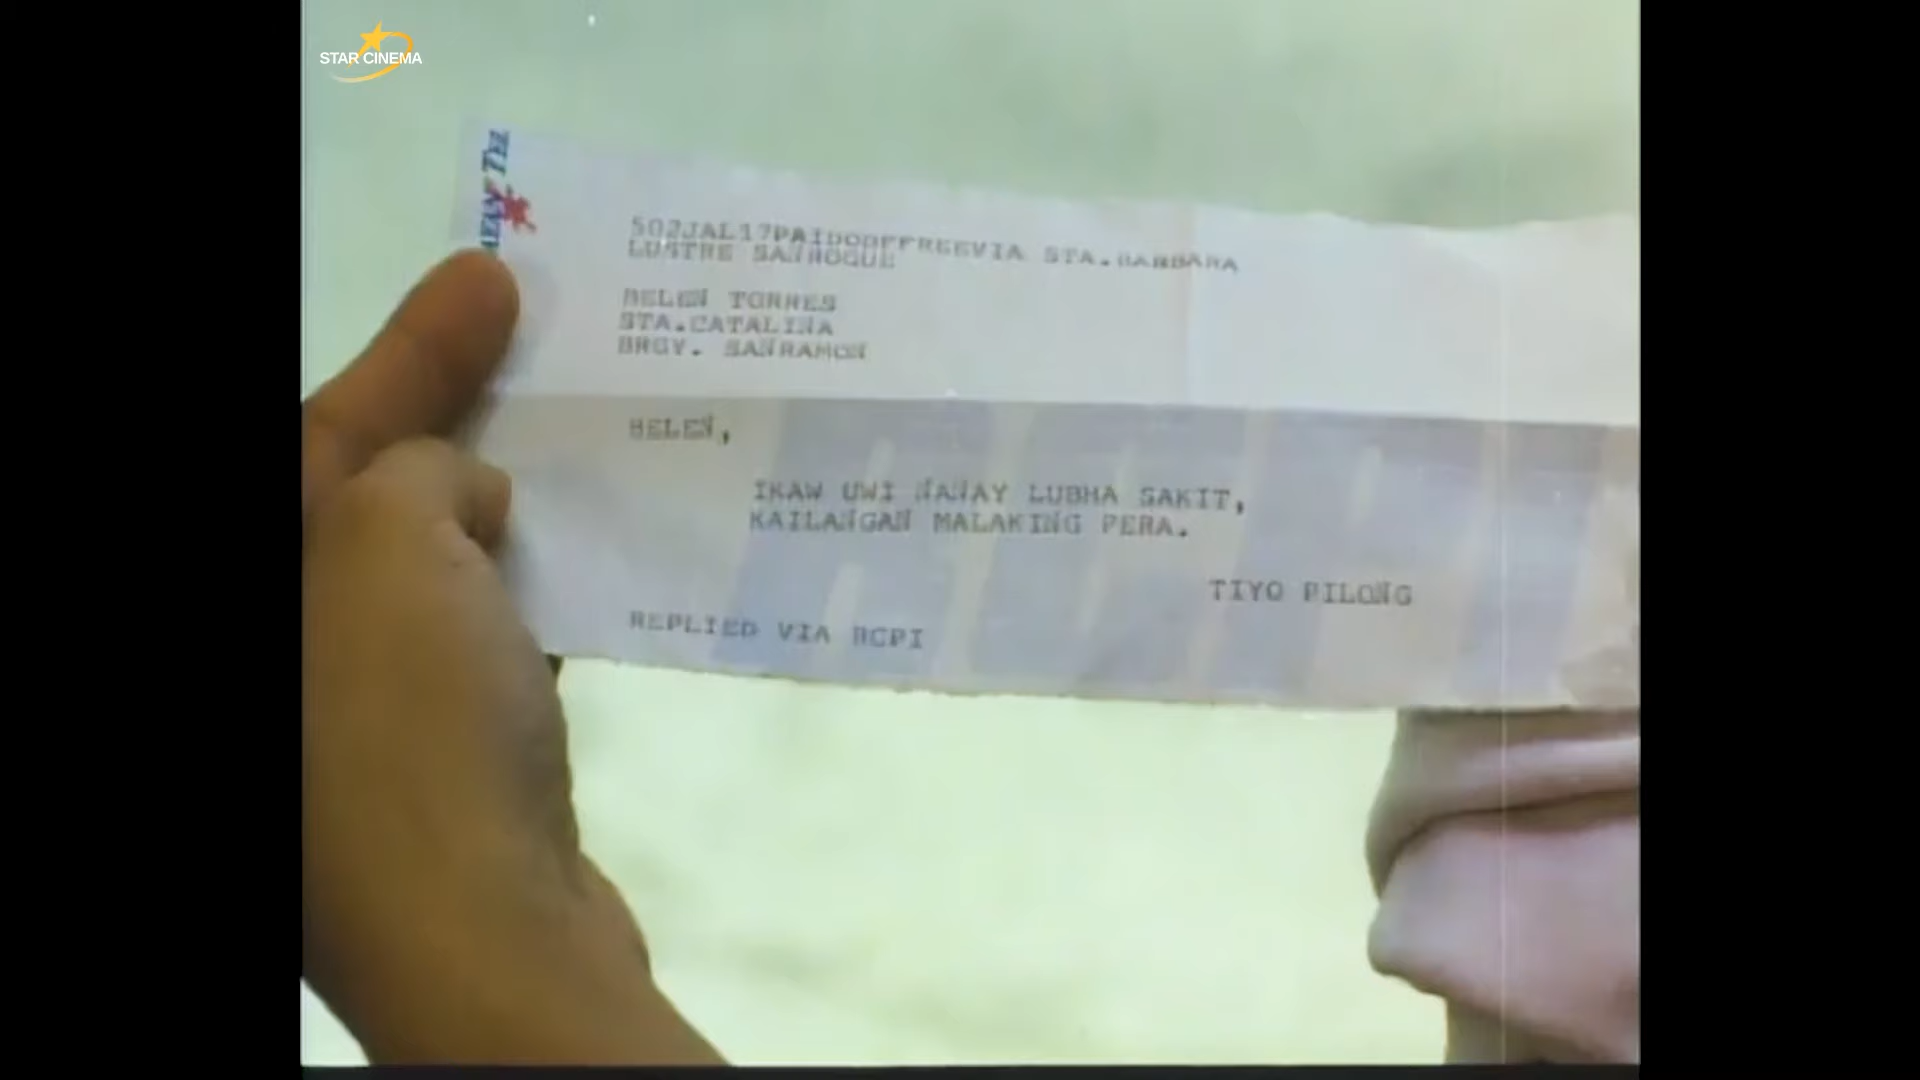 STAR CINEMA
502JAL17PAIDOBFFREEVIA STA.BARBARA
LUSTRE SANROQUE
BELEN TORRES
STA.CATALINA
BRGY. SANRAMON
BELEN,
IKAW UWI NANAY LUBHA SAKIT,
KAILANGAN MALAKING PERA.
TIYO PILONG
REPLIED VIA RCPI